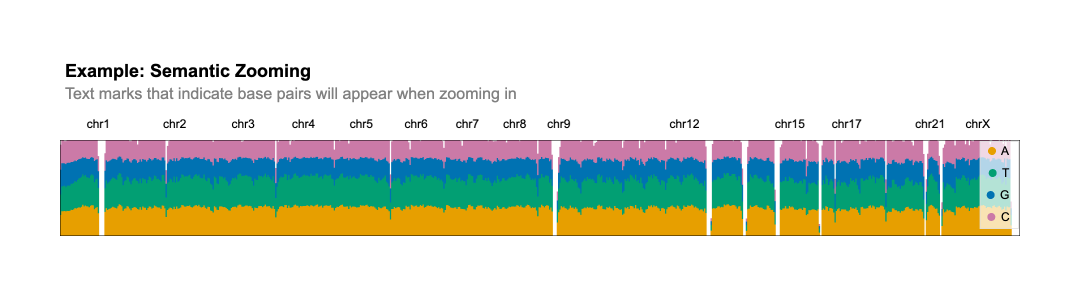 Example: Semantic Zooming
Text marks that indicate base pairs will appear when zooming in
chr1 chr2 chr3 chr4 chr5 chr6 chr7 chr8 chr9 chr12 chr15 chr17 chr21 chrX
A
T
G
C